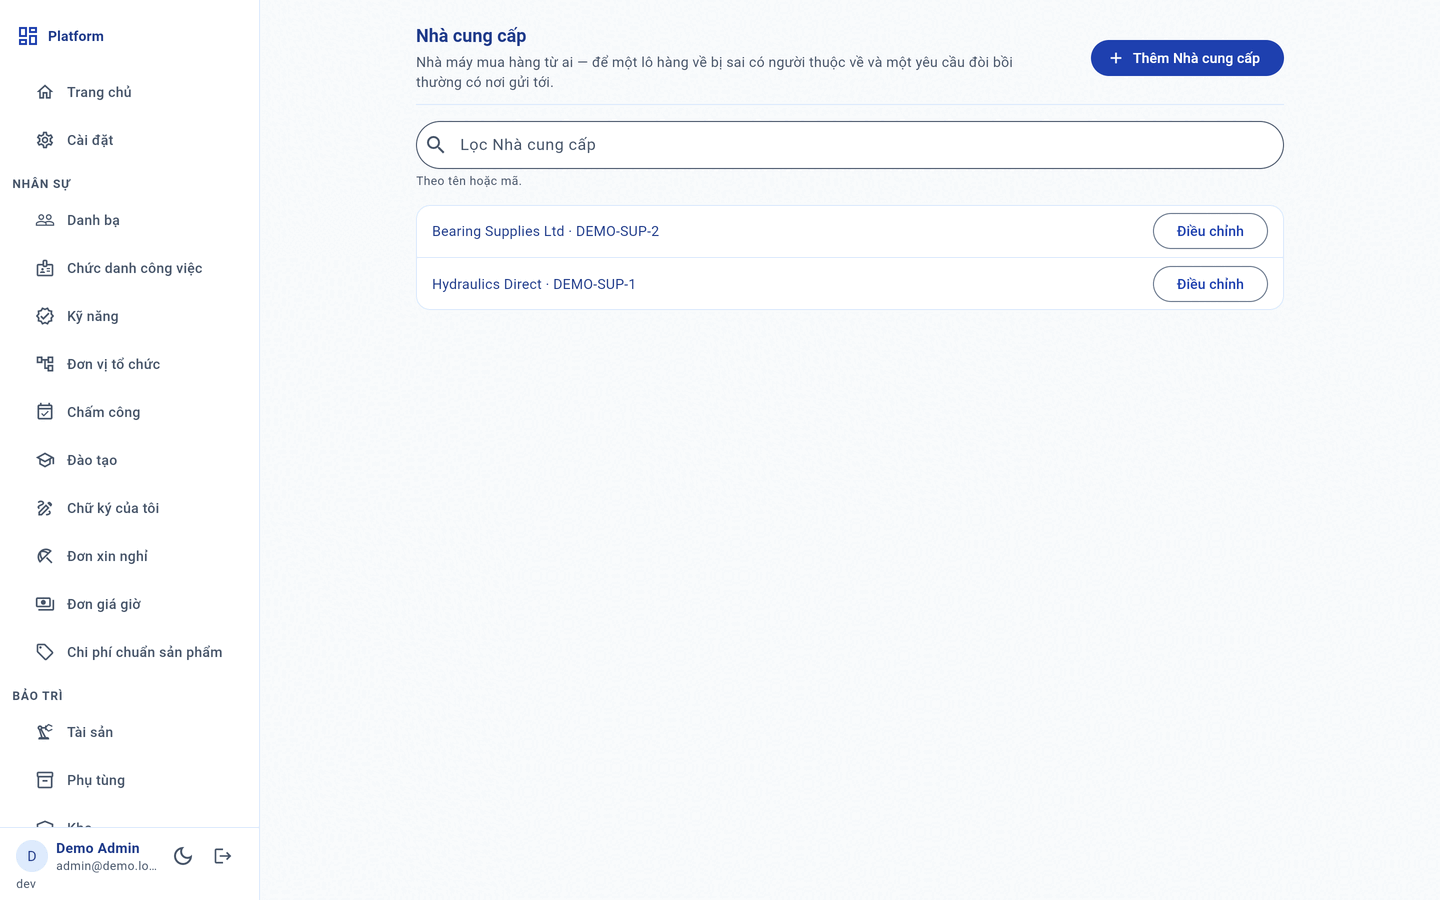 Platform
Trang chủ
Cài đặt
NHÂN SỰ
Danh bạ
Chức danh công việc
Kỹ năng
Đơn vị tổ chức
Chấm công
Đào tạo
Chữ ký của tôi
Đơn xin nghỉ
Đơn giá giờ
Chi phí chuẩn sản phẩm
BẢO TRÌ
Tài sản
Phụ tùng
D
Demo Admin
admin@demo.lo…
dev
Nhà cung cấp
Nhà máy mua hàng từ ai — để một lô hàng về bị sai có người thuộc về và một yêu cầu đòi bồi
thường có nơi gửi tới.
Thêm Nhà cung cấp
Lọc Nhà cung cấp
Theo tên hoặc mã.
Bearing Supplies Ltd · DEMO-SUP-2
Điều chỉnh
Hydraulics Direct · DEMO-SUP-1
Điều chỉnh